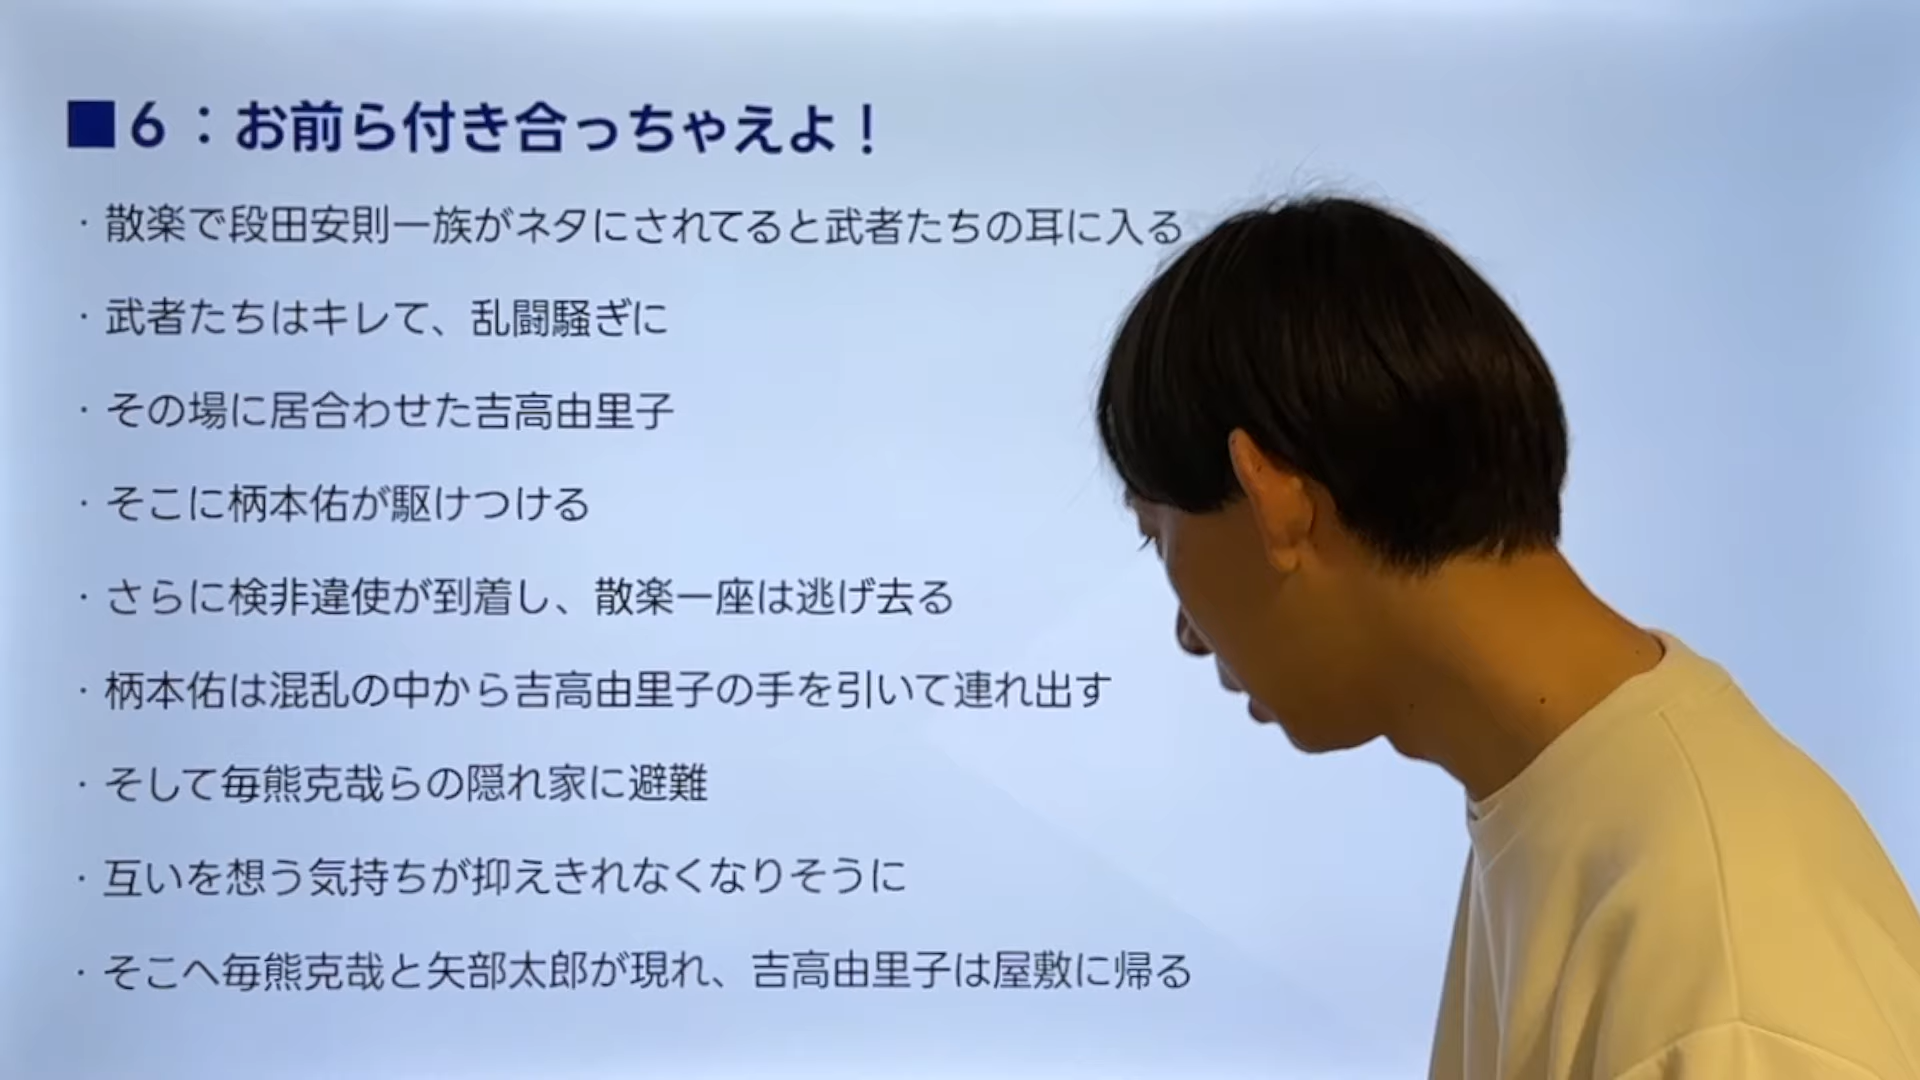 ■6：お前ら付き合っちゃえよ！
・散楽で段田安則一族がネタにされてると武者たちの耳に入る
・武者たちはキレて、乱闘騒ぎに
・その場に居合わせた吉高由里子
・そこに柄本佑が駆けつける
・さらに検非違使が到着し、散楽一座は逃げ去る
・柄本佑は混乱の中から吉高由里子の手を引いて連れ出す
・そして毎熊克哉らの隠れ家に避難
・互いを想う気持ちが抑えきれなくなりそうに
・そこへ毎熊克哉と矢部太郎が現れ、吉高由里子は屋敷に帰る